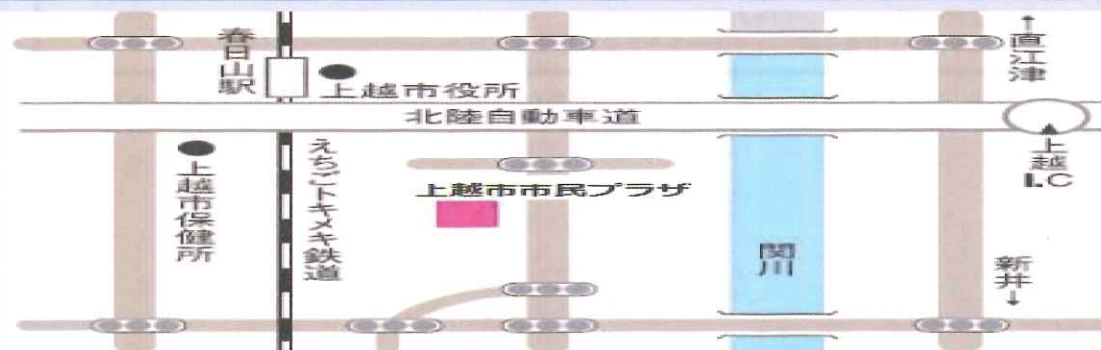 春日山駅
上越市役所
↑直江津
北陸自動車道
上越I.C
上越市保健所
えちごトキメキ鉄道
上越市市民プラザ
関川
新井↓